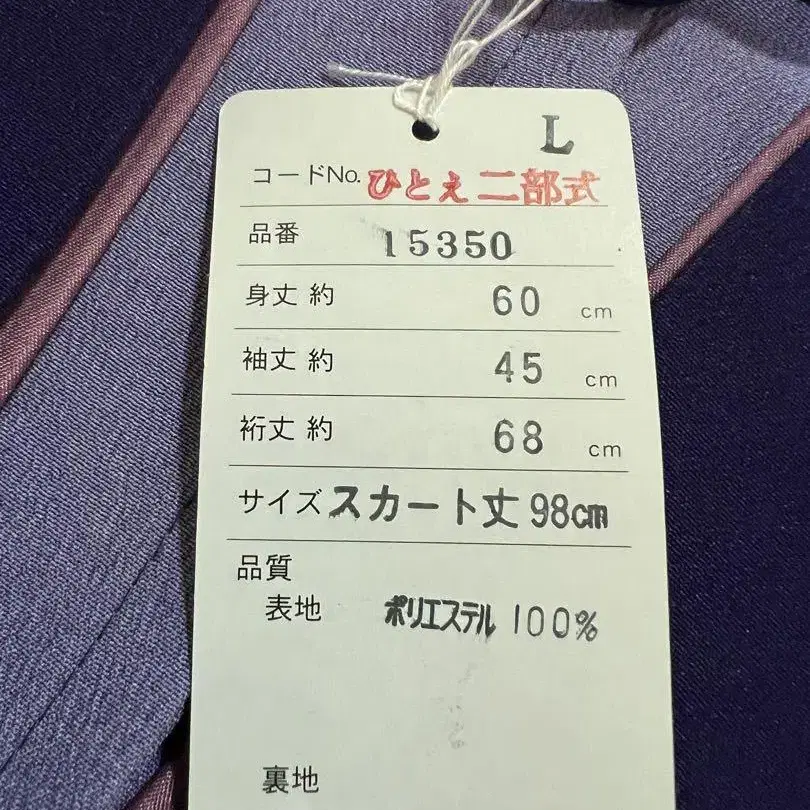 L
コードNo. ひとえ 二部式
品番 15350
身丈 約 60 cm
袖丈 約 45 cm
裄丈 約 68 cm
サイズ スカート丈 98cm
品質
表地 ポリエステル 100%
裏地